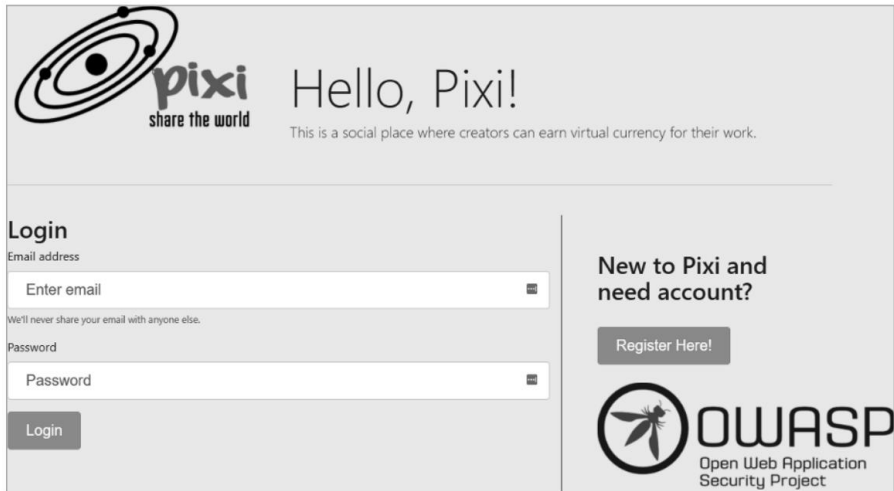 pixi
share the world
Hello, Pixi!
This is a social place where creators can earn virtual currency for their work.
Login
Email address
Enter email
We'll never share your email with anyone else.
Password
Password
Login
New to Pixi and
need account?
Register Here!
OWASP
Open Web Application
Security Project